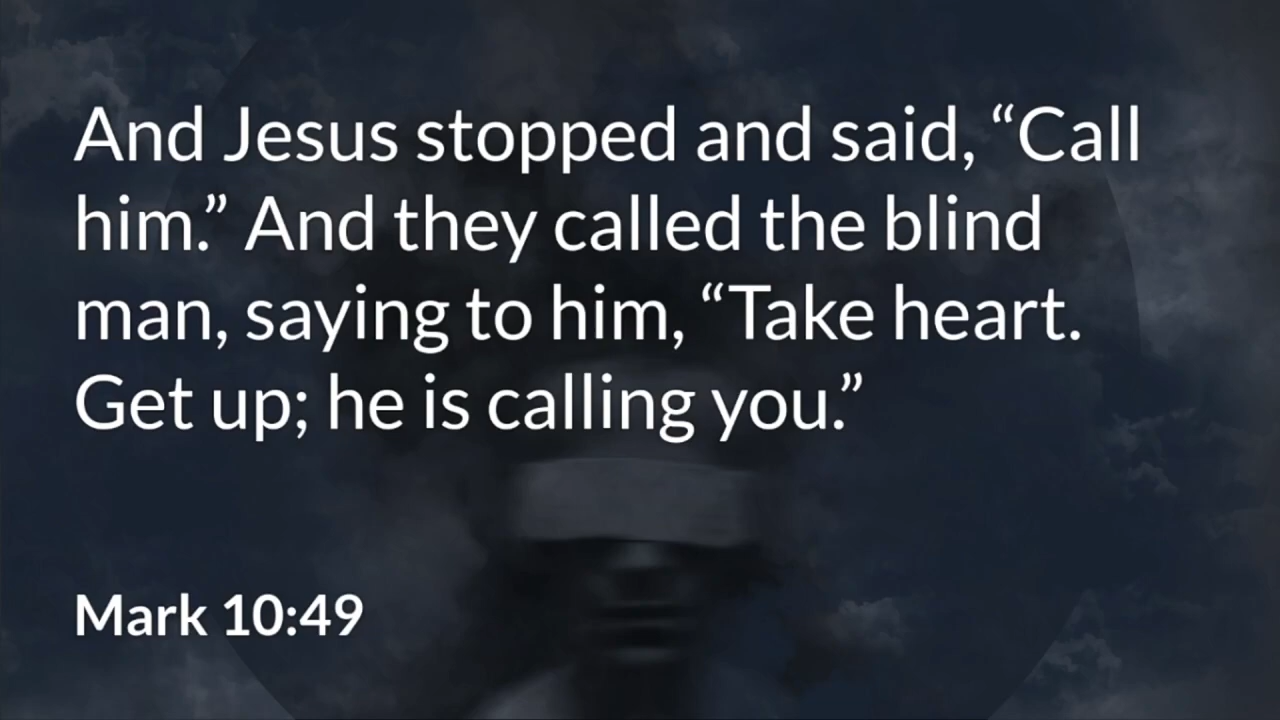 And Jesus stopped and said, “Call
him.” And they called the blind
man, saying to him, “Take heart.
Get up; he is calling you.”
Mark 10:49